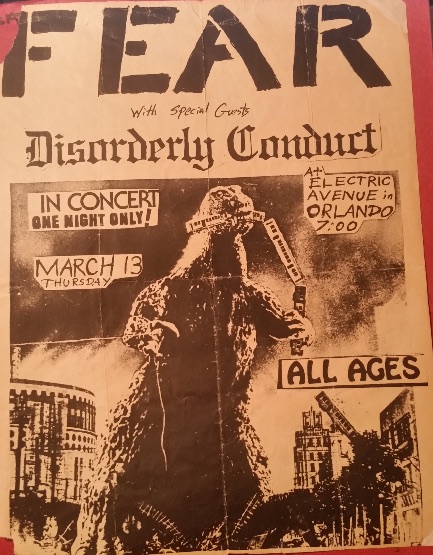 FEAR
With Special Guests
Disorderly Conduct
IN CONCERT
ONE NIGHT ONLY!
At
ELECTRIC
AVENUE in
ORLANDO
7:00
MARCH 13
THURSDAY
ALL AGES